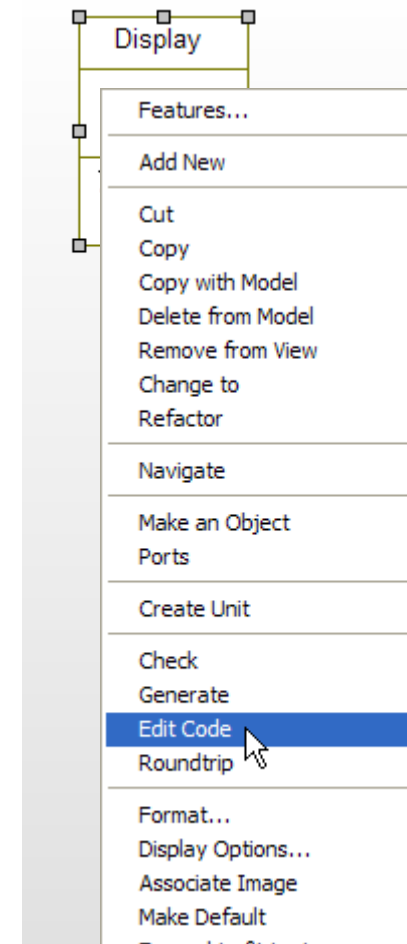 Display
Features...
Add New
Cut
Copy
Copy with Model
Delete from Model
Remove from View
Change to
Refactor
Navigate
Make an Object
Ports
Create Unit
Check
Generate
Edit Code
Roundtrip
Format...
Display Options...
Associate Image
Make Default